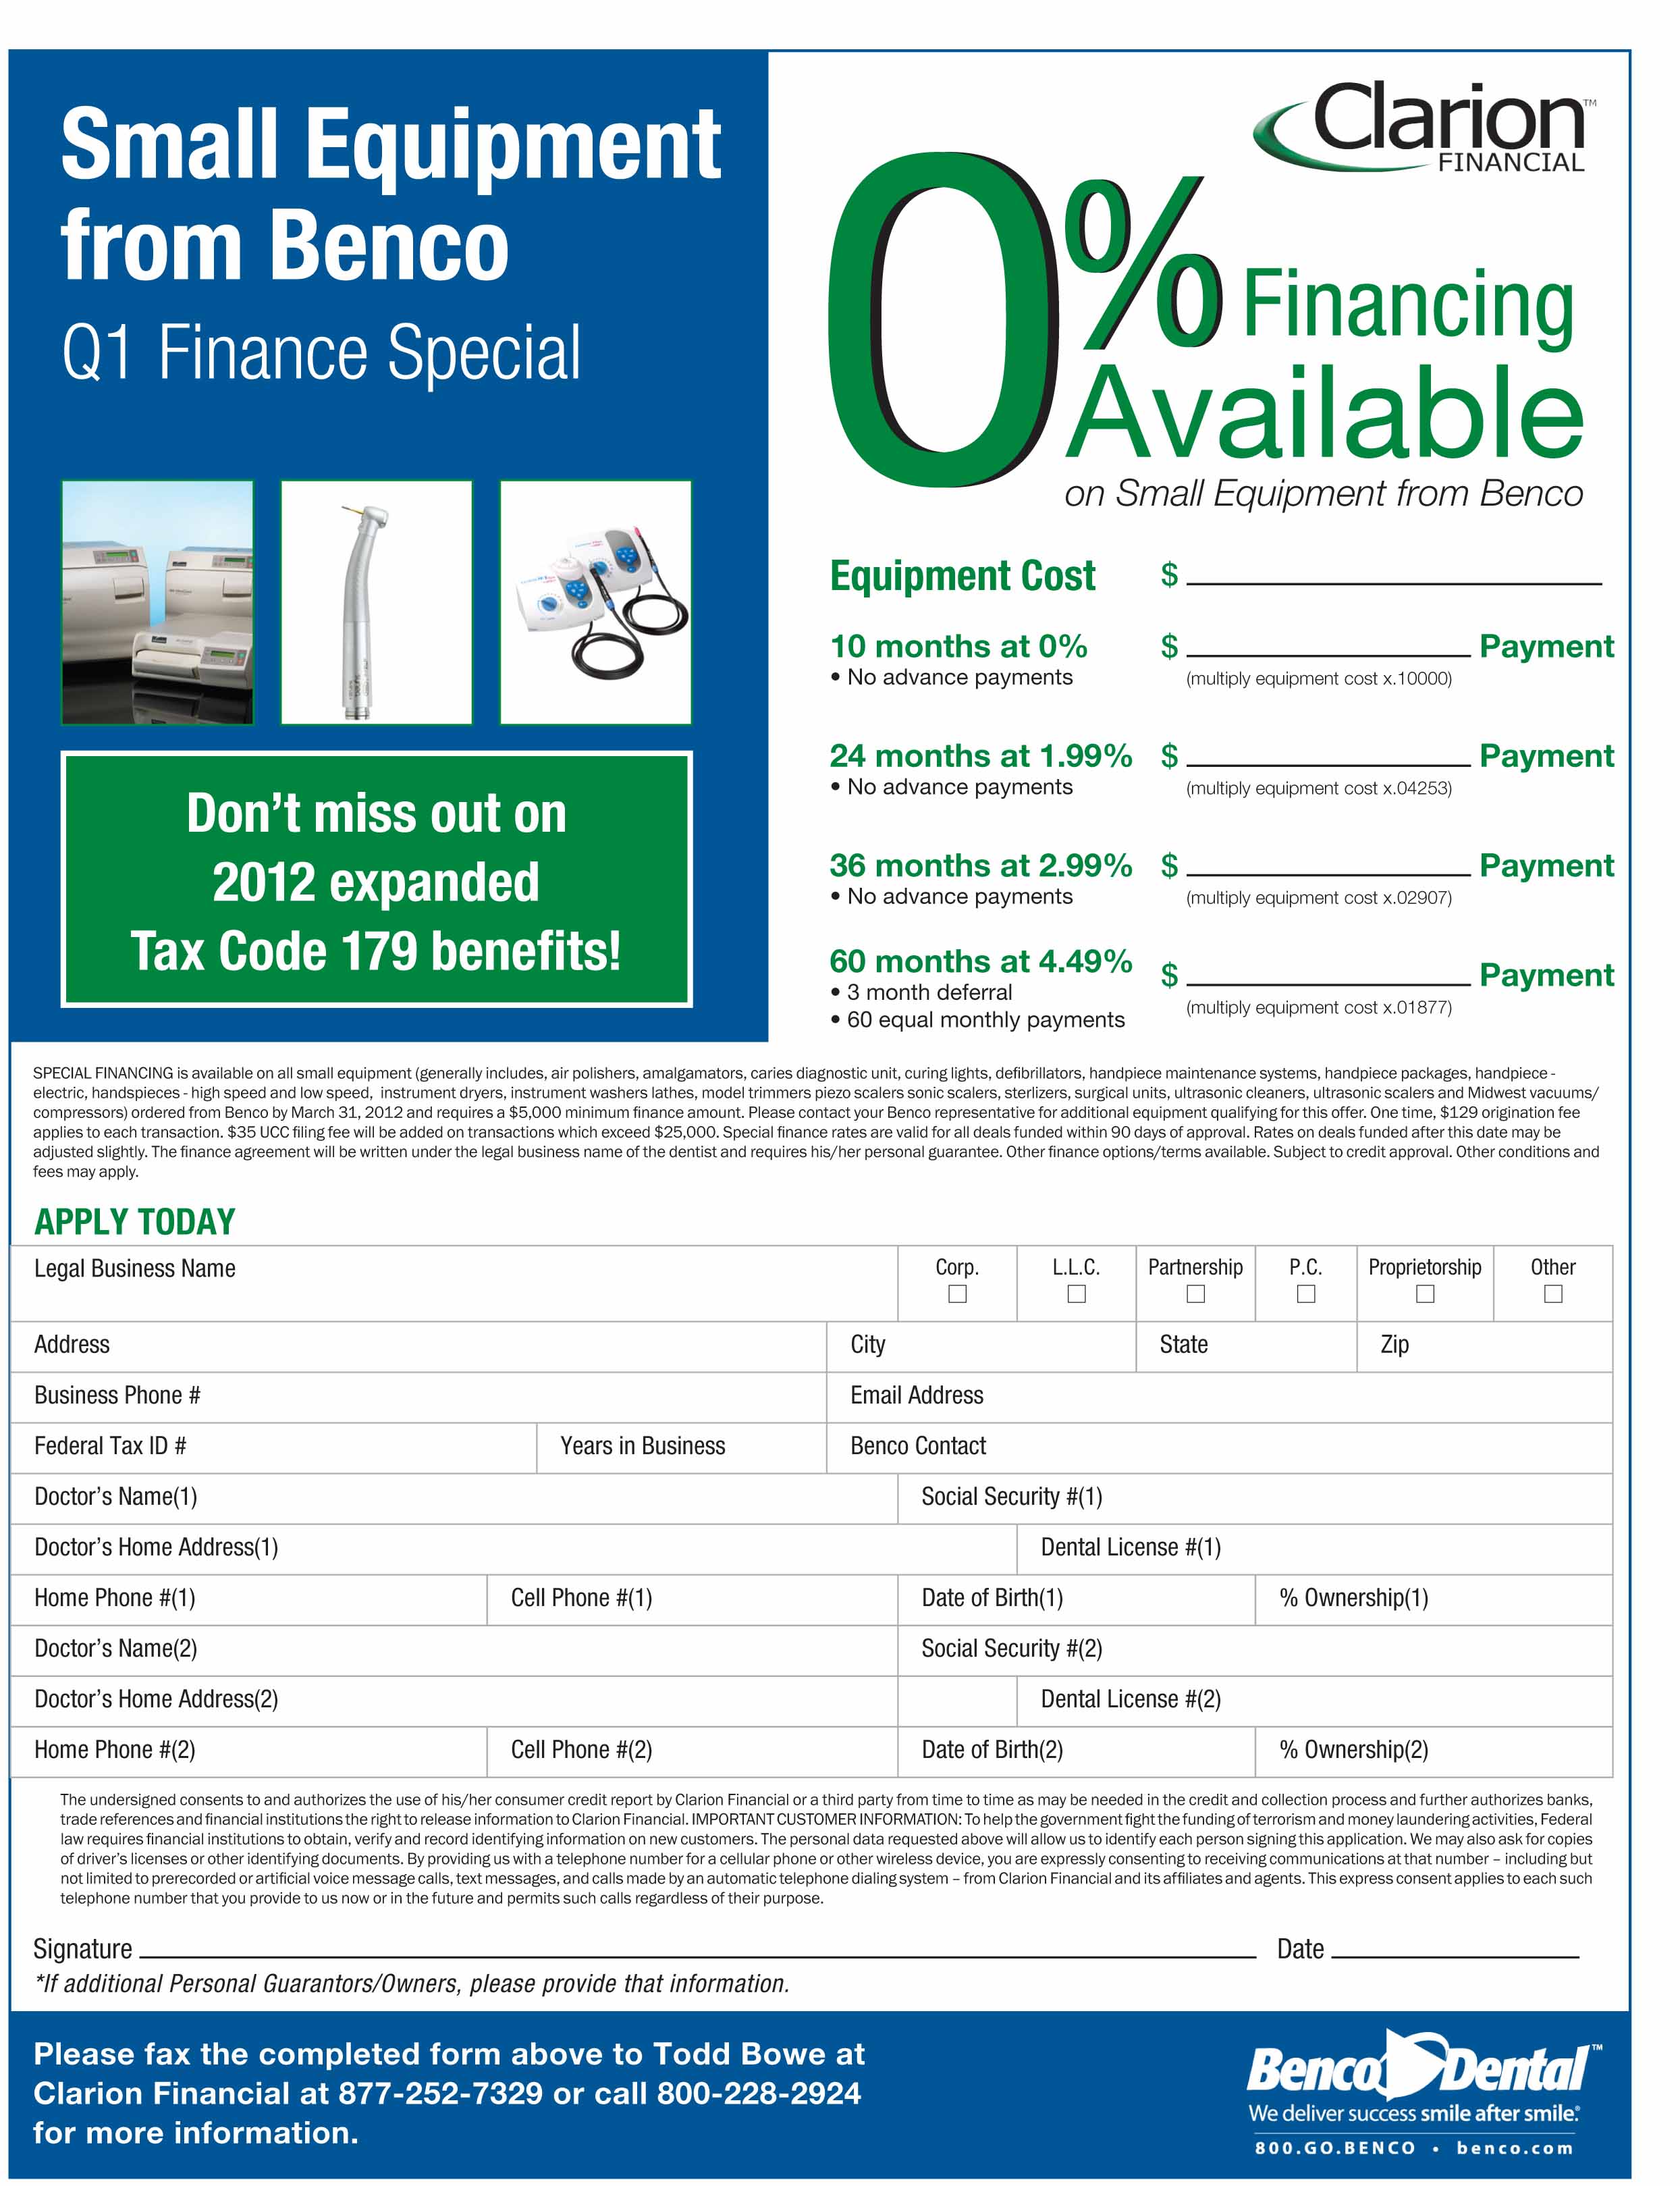 Small Equipment
from Benco
Q1 Finance Special
Don’t miss out on
2012 expanded
Tax Code 179 benefits!
Clarion™
FINANCIAL
0% Financing
Available
on Small Equipment from Benco
Equipment Cost $
10 months at 0% $ Payment
• No advance payments (multiply equipment cost x.10000)
24 months at 1.99% $ Payment
• No advance payments (multiply equipment cost x.04253)
36 months at 2.99% $ Payment
• No advance payments (multiply equipment cost x.02907)
60 months at 4.49% $ Payment
• 3 month deferral (multiply equipment cost x.01877)
• 60 equal monthly payments
SPECIAL FINANCING is available on all small equipment (generally includes, air polishers, amalgamators, caries diagnostic unit, curing lights, defibrillators, handpiece maintenance systems, handpiece packages, handpiece -
electric, handspieces - high speed and low speed, instrument dryers, instrument washers lathes, model trimmers piezo scalers sonic scalers, sterlizers, surgical units, ultrasonic cleaners, ultrasonic scalers and Midwest vacuums/
compressors) ordered from Benco by March 31, 2012 and requires a $5,000 minimum finance amount. Please contact your Benco representative for additional equipment qualifying for this offer. One time, $129 origination fee
applies to each transaction. $35 UCC filing fee will be added on transactions which exceed $25,000. Special finance rates are valid for all deals funded within 90 days of approval. Rates on deals funded after this date may be
adjusted slightly. The finance agreement will be written under the legal business name of the dentist and requires his/her personal guarantee. Other finance options/terms available. Subject to credit approval. Other conditions and
fees may apply.
APPLY TODAY
Legal Business Name Corp. L.L.C. Partnership P.C. Proprietorship Other
Address City State Zip
Business Phone # Email Address
Federal Tax ID # Years in Business Benco Contact
Doctor’s Name(1) Social Security #(1)
Doctor’s Home Address(1) Dental License #(1)
Home Phone #(1) Cell Phone #(1) Date of Birth(1) % Ownership(1)
Doctor’s Name(2) Social Security #(2)
Doctor’s Home Address(2) Dental License #(2)
Home Phone #(2) Cell Phone #(2) Date of Birth(2) % Ownership(2)
The undersigned consents to and authorizes the use of his/her consumer credit report by Clarion Financial or a third party from time to time as may be needed in the credit and collection process and further authorizes banks,
trade references and financial institutions the right to release information to Clarion Financial. IMPORTANT CUSTOMER INFORMATION: To help the government fight the funding of terrorism and money laundering activities, Federal
law requires financial institutions to obtain, verify and record identifying information on new customers. The personal data requested above will allow us to identify each person signing this application. We may also ask for copies
of driver’s licenses or other identifying documents. By providing us with a telephone number for a cellular phone or other wireless device, you are expressly consenting to receiving communications at that number – including but
not limited to prerecorded or artificial voice message calls, text messages, and calls made by an automatic telephone dialing system – from Clarion Financial and its affiliates and agents. This express consent applies to each such
telephone number that you provide to us now or in the future and permits such calls regardless of their purpose.
Signature Date
*If additional Personal Guarantors/Owners, please provide that information.
Please fax the completed form above to Todd Bowe at
Clarion Financial at 877-252-7329 or call 800-228-2924
for more information.
Benco Dental™
We deliver success smile after smile.®
800.GO.BENCO • benco.com